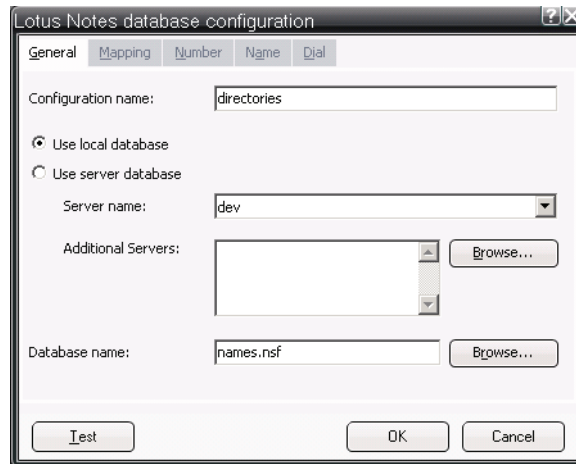 Lotus Notes database configuration
General Mapping Number Name Dial
Configuration name: directories
Use local database
Use server database
Server name: dev
Additional Servers: Browse...
Database name: names.nsf Browse...
Test OK Cancel